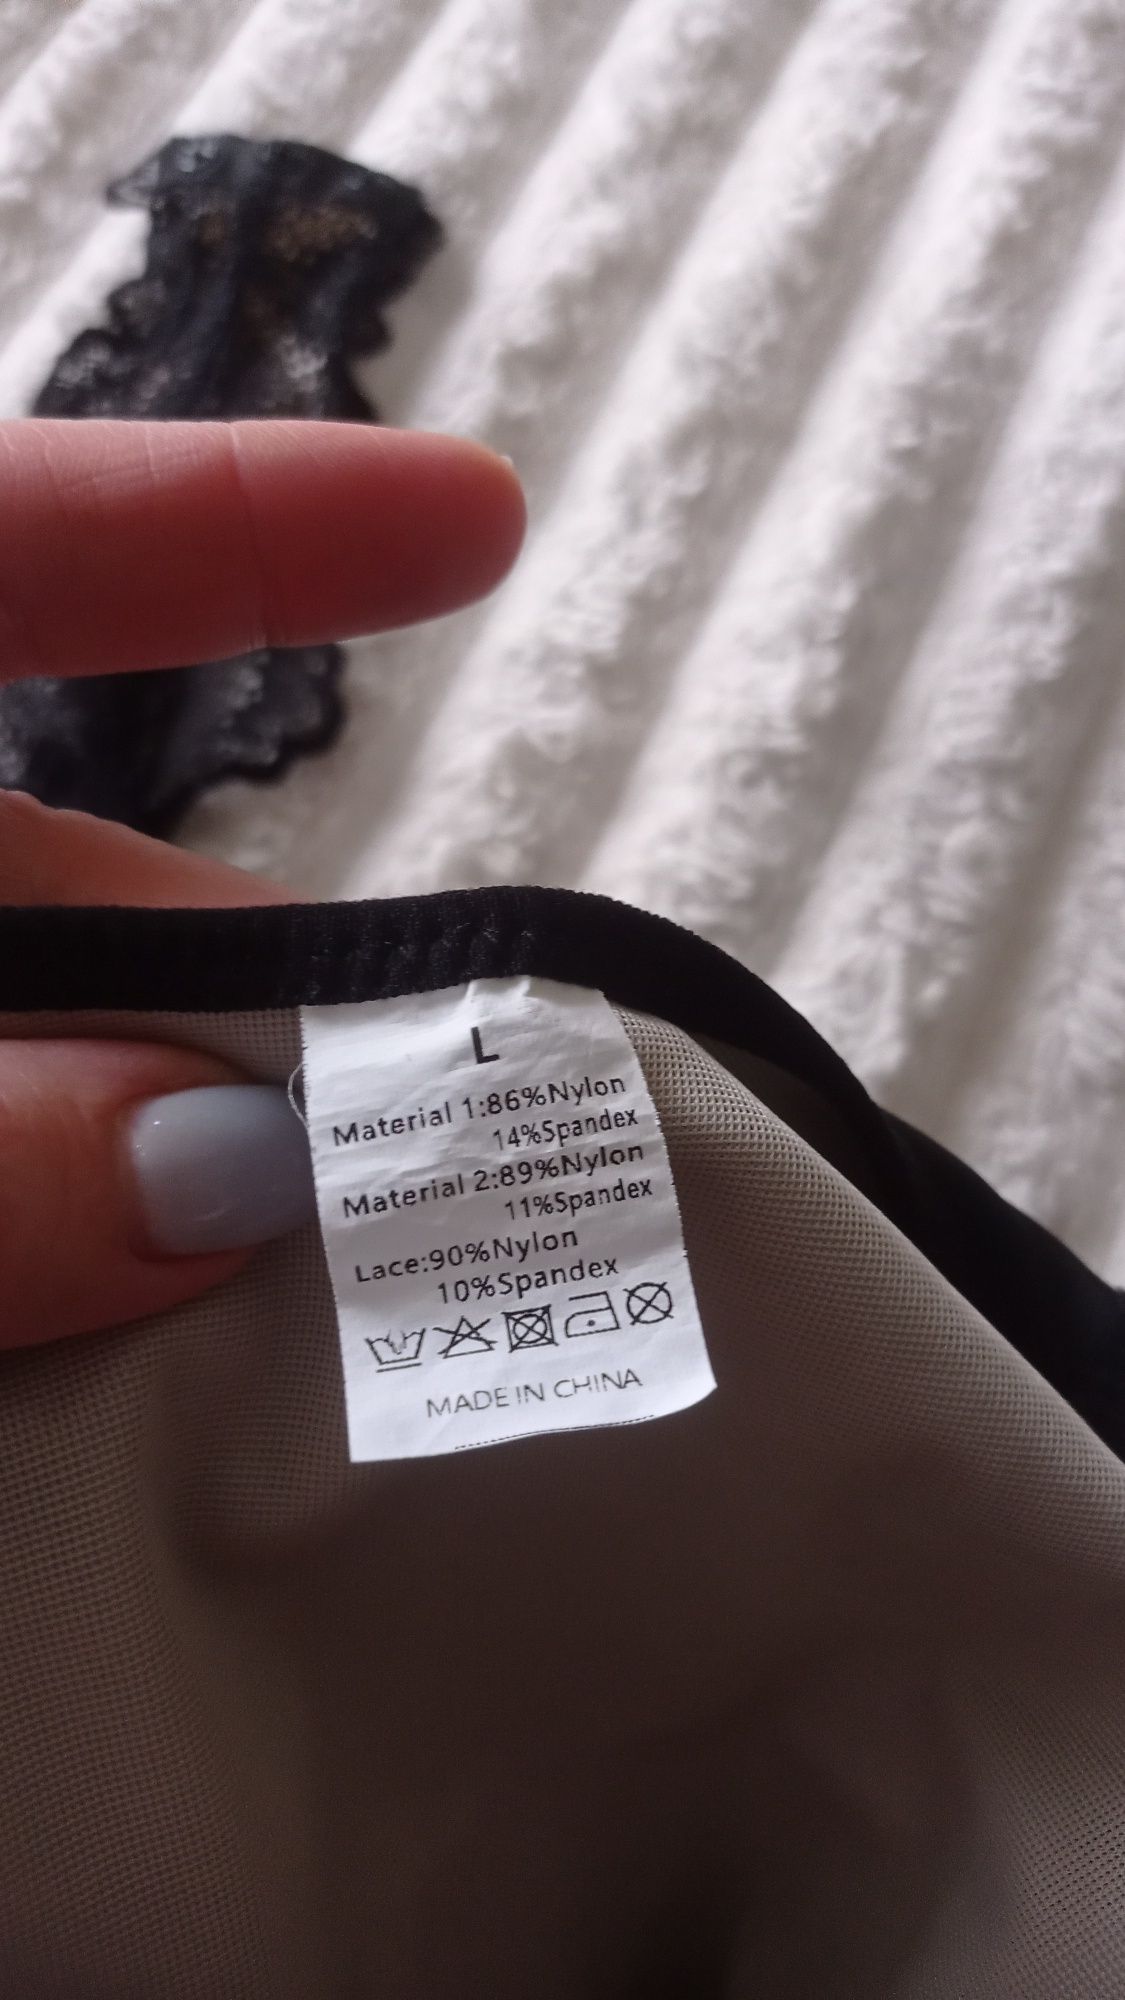 L
Material 1:86%Nylon
14%Spandex
Material 2:89%Nylon
11%Spandex
Lace:90%Nylon
10%Spandex
MADE IN CHINA